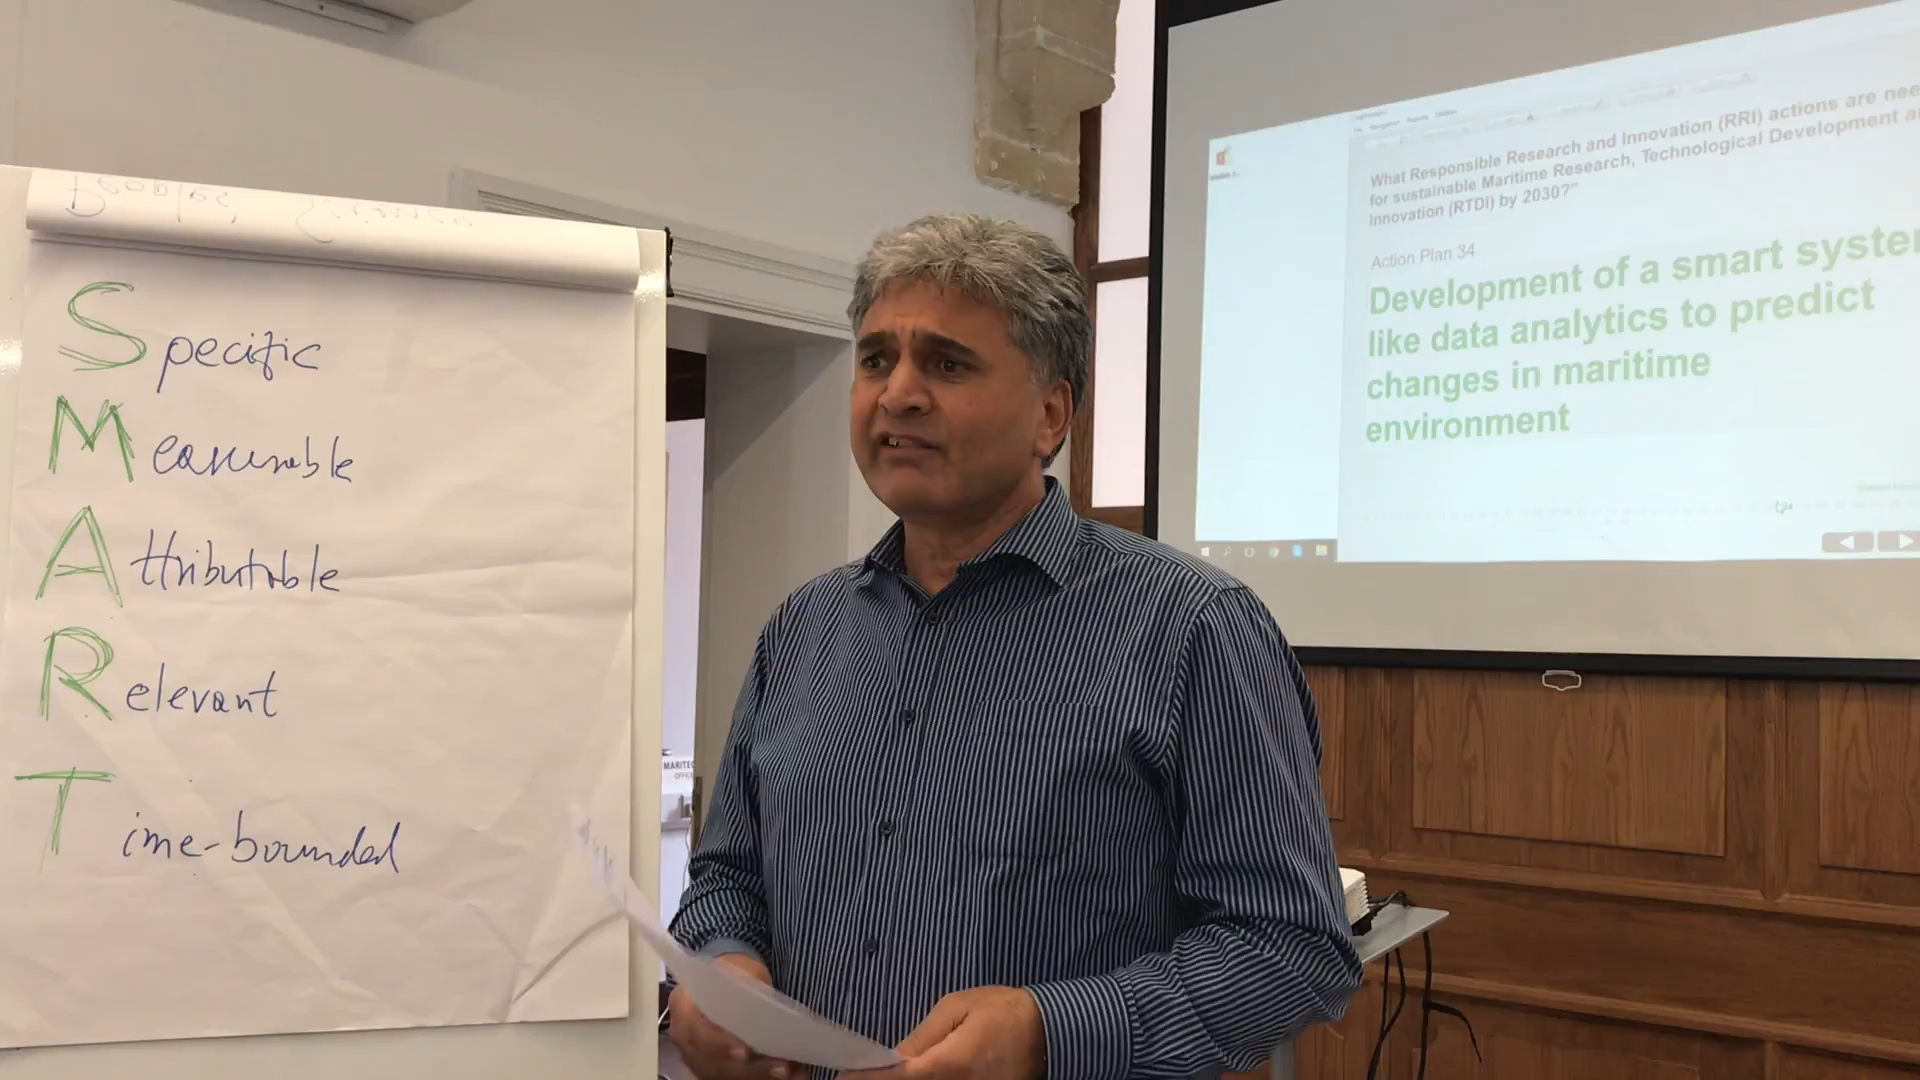 Specific
Measurable
Attributable
Relevant
Time-bounded
MARITEC
What Responsible Research and Innovation (RRI) actions are nee
for sustainable Maritime Research, Technological Development a
Innovation (RTDI) by 2030?"
Action Plan 34
Development of a smart system
like data analytics to predict
changes in maritime
environment